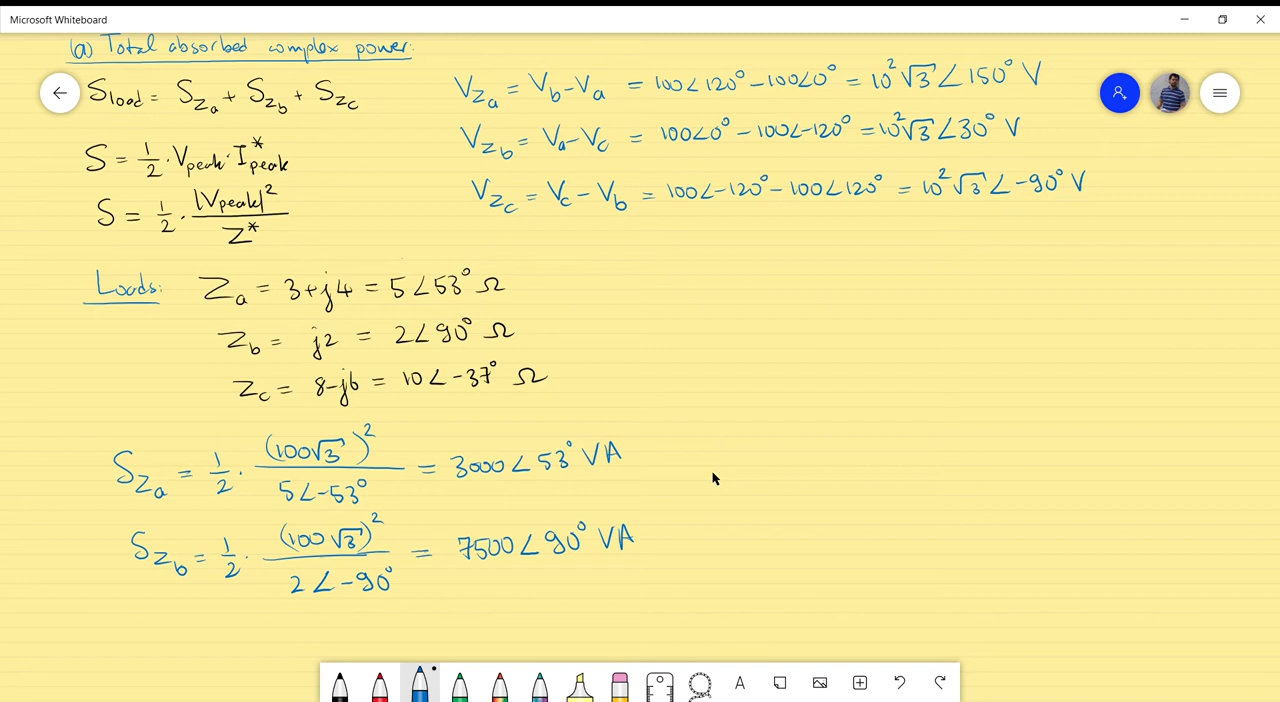 Microsoft Whiteboard
(a) Total absorbed complex power:
S_load = S_Za + S_Zb + S_Zc
S = 1/2 · V_peak · I*_peak
S = 1/2 · |V_peak|² / Z*
V_Za = V_b - V_a = 100∠120° - 100∠0° = 10²√3 ∠150° V
V_Zb = V_a - V_c = 100∠0° - 100∠-120° = 10²√3 ∠30° V
V_Zc = V_c - V_b = 100∠-120° - 100∠120° = 10²√3 ∠-90° V
Loads: Z_a = 3+j4 = 5∠53° Ω
Z_b = j2 = 2∠90° Ω
Z_c = 8-j6 = 10∠-37° Ω
S_Za = 1/2 · (100√3)² / 5∠-53° = 3000∠53° VA
S_Zb = 1/2 · (100√3)² / 2∠-90° = 7500∠90° VA
A